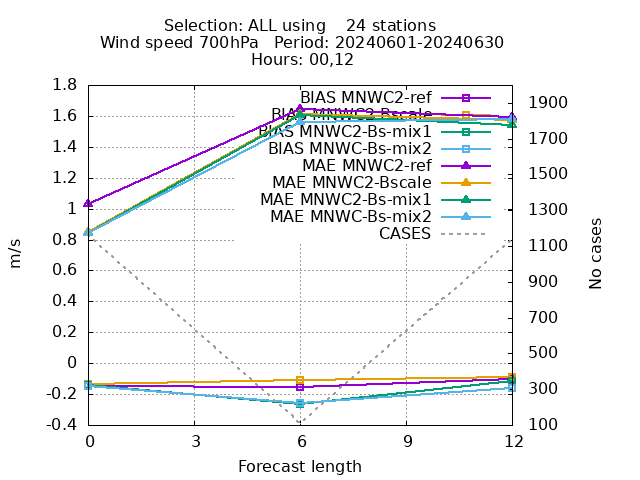 Selection: ALL using 24 stations
Wind speed 700hPa Period: 20240601-20240630
Hours: 00,12
1.8
1.6
1.4
1.2
1
0.8
0.6
0.4
0.2
0
-0.2
-0.4
m/s
BIAS MNWC2-ref
BIAS MNWC2-Bscale
BIAS MNWC2-Bs-mix1
BIAS MNWC-Bs-mix2
MAE MNWC2-ref
MAE MNWC2-Bscale
MAE MNWC2-Bs-mix1
MAE MNWC-Bs-mix2
CASES
1900
1700
1500
1300
1100
900
700
500
300
100
No cases
0 3 6 9 12
Forecast length